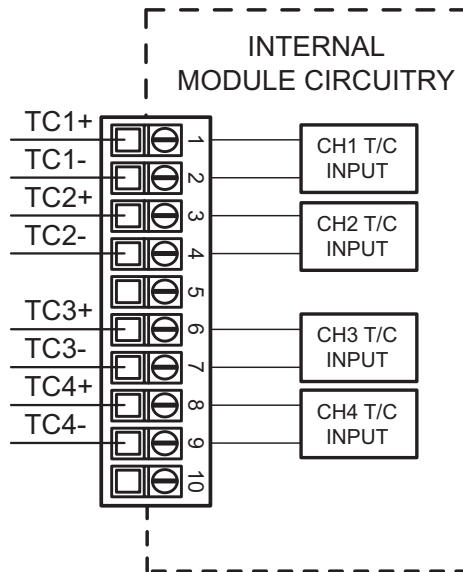 INTERNAL
MODULE CIRCUITRY
TC1+
TC1-
TC2+
TC2-
TC3+
TC3-
TC4+
TC4-
1
2
3
4
5
6
7
8
9
10
CH1 T/C
INPUT
CH2 T/C
INPUT
CH3 T/C
INPUT
CH4 T/C
INPUT